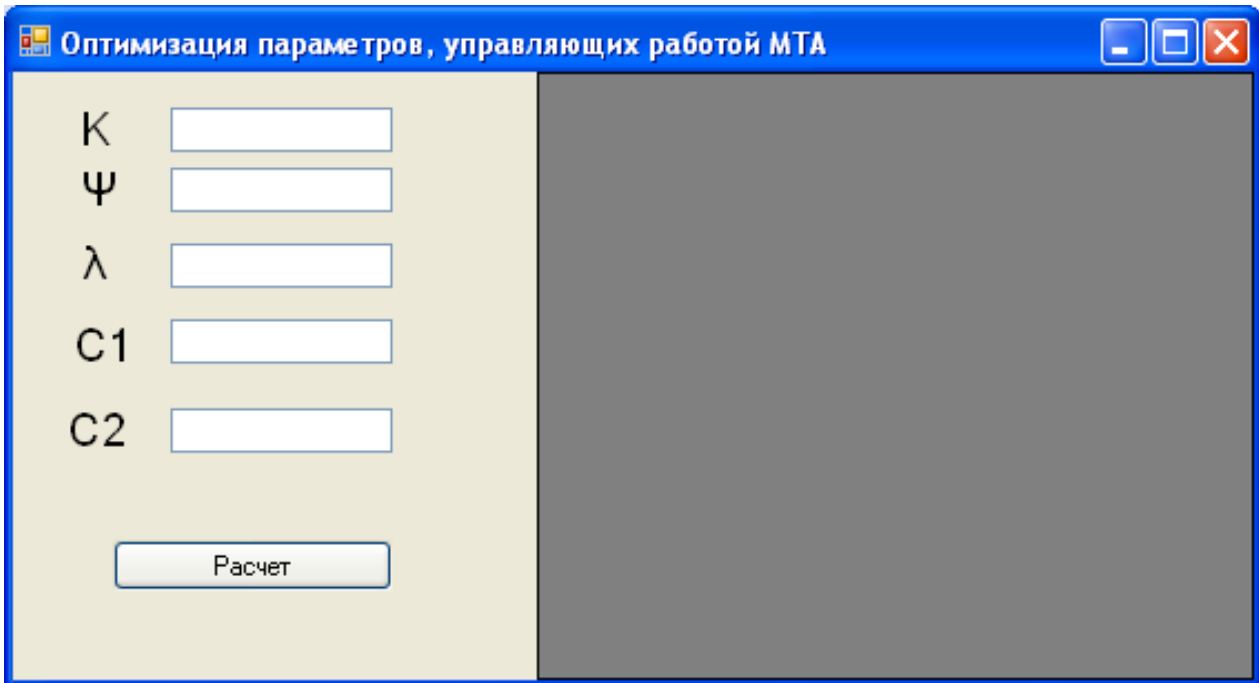 Оптимизация параметров, управляющих работой МТА
K
Ψ
λ
C1
C2
Расчет